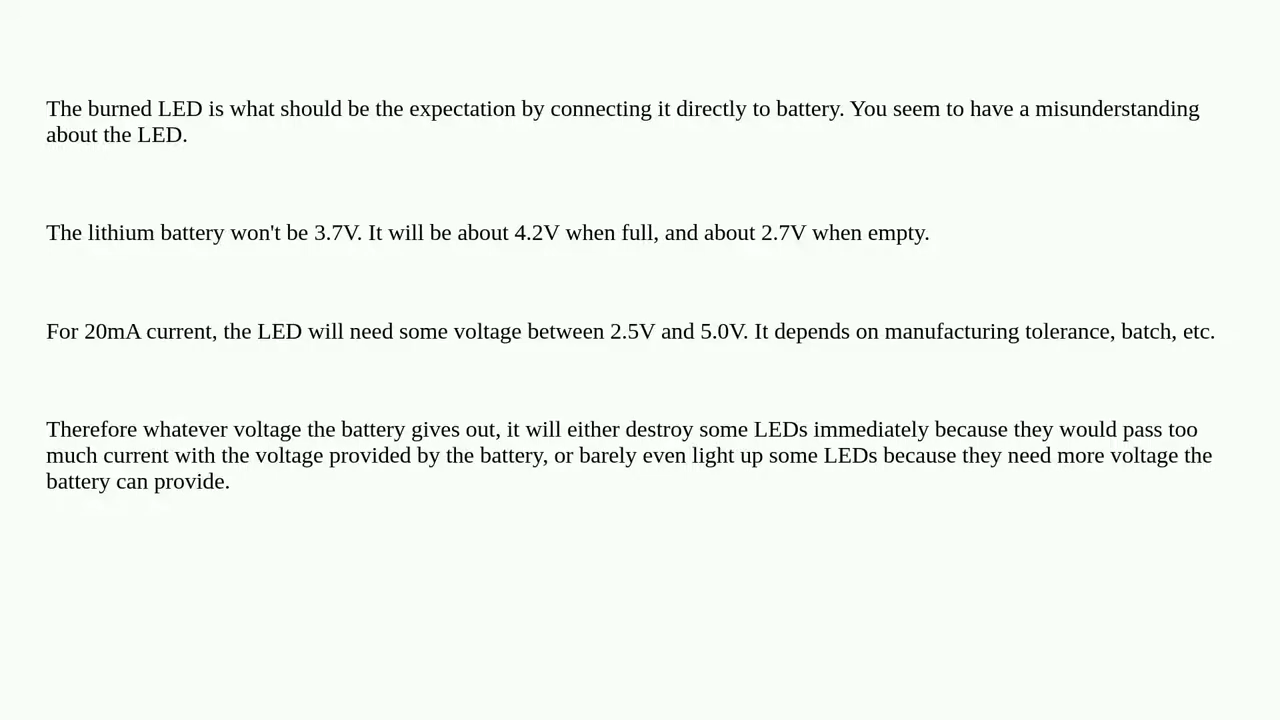 The burned LED is what should be the expectation by connecting it directly to battery. You seem to have a misunderstanding
about the LED.
The lithium battery won't be 3.7V. It will be about 4.2V when full, and about 2.7V when empty.
For 20mA current, the LED will need some voltage between 2.5V and 5.0V. It depends on manufacturing tolerance, batch, etc.
Therefore whatever voltage the battery gives out, it will either destroy some LEDs immediately because they would pass too
much current with the voltage provided by the battery, or barely even light up some LEDs because they need more voltage the
battery can provide.